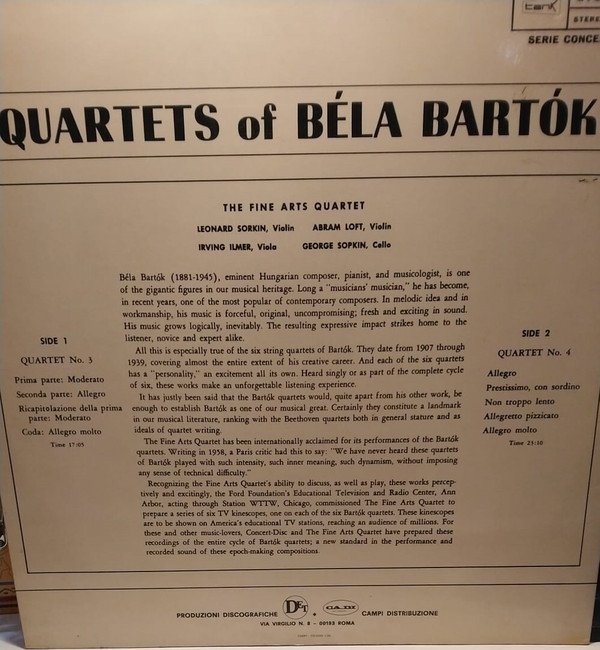 tank
STERE
SERIE CONCE
QUARTETS of BÉLA BARTÓK
THE FINE ARTS QUARTET
LEONARD SORKIN, Violin ABRAM LOFT, Violin
IRVING ILMER, Viola GEORGE SOPKIN, Cello
Béla Bartók (1881-1945), eminent Hungarian composer, pianist, and musicologist, is one
of the gigantic figures in our musical heritage. Long a "musicians' musician," he has become,
in recent years, one of the most popular of contemporary composers. In melodic idea and in
workmanship, his music is forceful, original, uncompromising; fresh and exciting in sound.
His music grows logically, inevitably. The resulting expressive impact strikes home to the
listener, novice and expert alike.
All this is especially true of the six string quartets of Bartók. They date from 1907 through
1939, covering almost the entire extent of his creative career. And each of the six quartets
has a "personality," an excitement all its own. Heard singly or as part of the complete cycle
of six, these works make an unforgettable listening experience.
It has justly been said that the Bartók quartets would, quite apart from his other work, be
enough to establish Bartók as one of our musical great. Certainly they constitute a landmark
in our musical literature, ranking with the Beethoven quartets both in general stature and as
ideals of quartet writing.
The Fine Arts Quartet has been internationally acclaimed for its performances of the Bartók
quartets. Writing in 1958, a Paris critic had this to say: "We have never heard these quartets
of Bartók played with such intensity, such inner meaning, such dynamism, without imposing
any sense of technical difficulty."
Recognizing the Fine Arts Quartet's ability to discuss, as well as play, these works percep-
tively and excitingly, the Ford Foundation's Educational Television and Radio Center, Ann
Arbor, acting through Station WTTW, Chicago, commissioned The Fine Arts Quartet to
prepare a series of six TV kinescopes, one on each of the six Bartók quartets. These kinescopes
are to be shown on America's educational TV stations, reaching an audience of millions. For
these and other music-lovers, Concert-Disc and The Fine Arts Quartet have prepared these
recordings of the entire cycle of Bartók quartets; a new standard in the performance and
recorded sound of these epoch-making compositions.
SIDE 1
QUARTET No. 3
Prima parte: Moderato
Seconda parte: Allegro
Ricapitolazione della prima
parte: Moderato
Coda: Allegro molto
Time 17:05
SIDE 2
QUARTET No. 4
Allegro
Prestissimo, con sordino
Non troppo lento
Allegretto pizzicato
Allegro molto
Time 23:10
PRODUZIONI DISCOGRAFICHE DET • CA.DI CAMPI DISTRIBUZIONE
VIA VIRGILIO N. 8 - 00193 ROMA